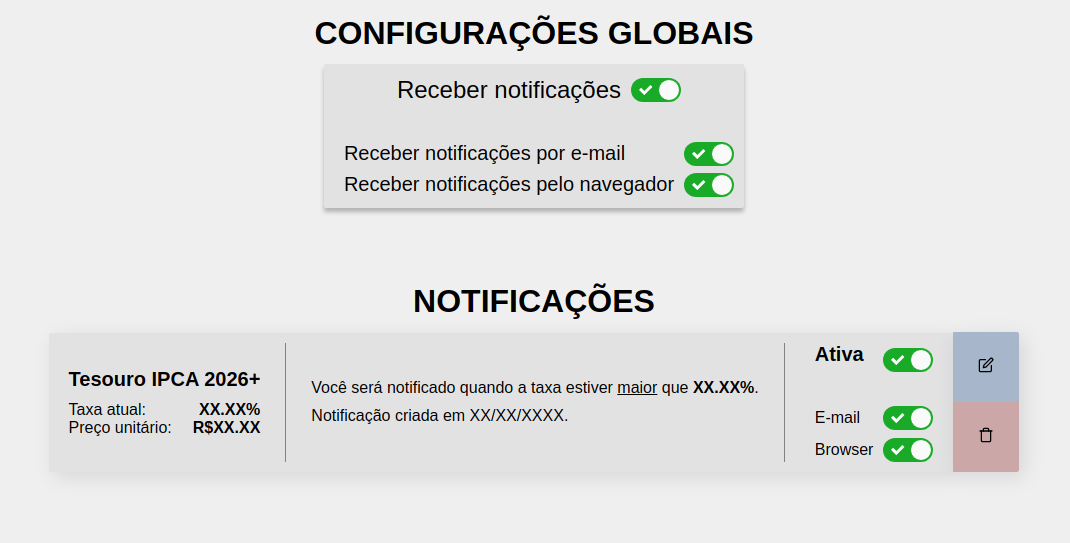 CONFIGURAÇÕES GLOBAIS
Receber notificações
Receber notificações por e-mail
Receber notificações pelo navegador
NOTIFICAÇÕES
Tesouro IPCA 2026+
Taxa atual: XX.XX%
Preço unitário: R$XX.XX
Você será notificado quando a taxa estiver maior que XX.XX%.
Notificação criada em XX/XX/XXXX.
Ativa
E-mail
Browser